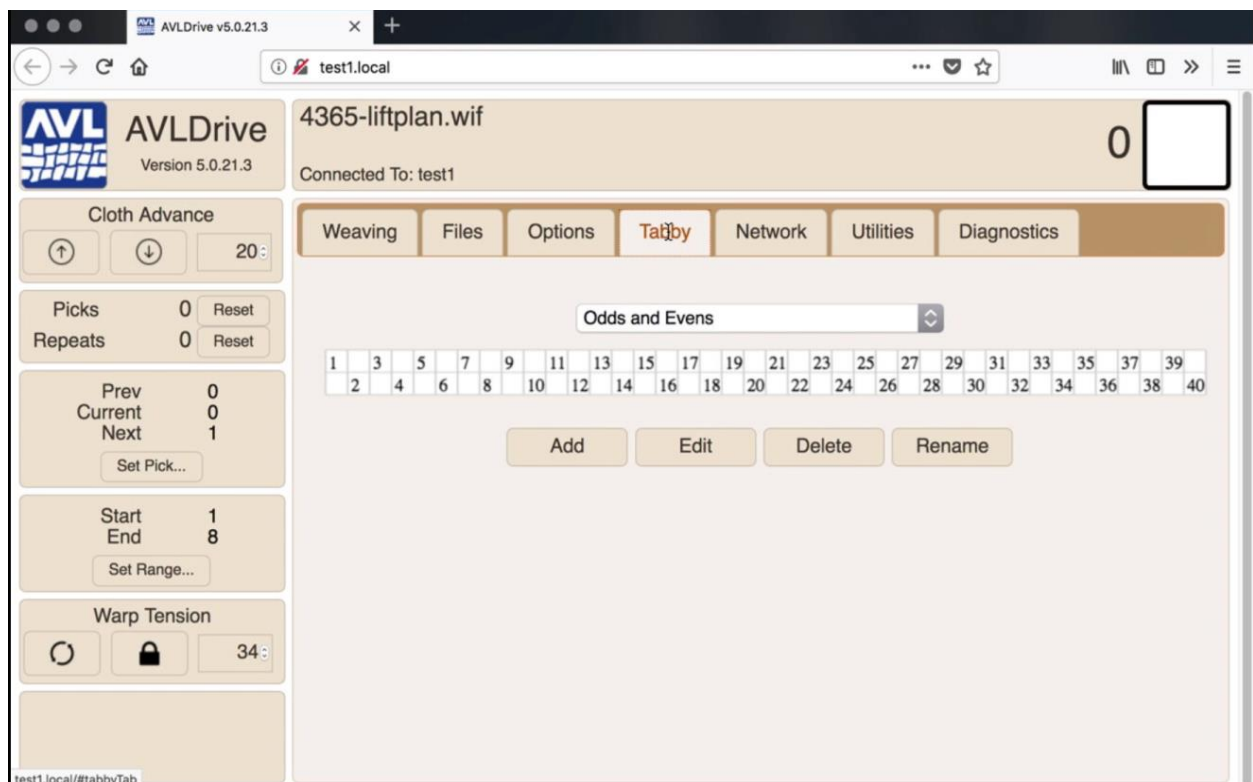 AVLDrive v5.0.21.3
test1.local
AVL
AVLDrive
Version 5.0.21.3
4365-liftplan.wif
Connected To: test1
0
Cloth Advance
20
Picks 0 Reset
Repeats 0 Reset
Prev 0
Current 0
Next 1
Set Pick...
Start 1
End 8
Set Range...
Warp Tension
34
Weaving Files Options Tabby Network Utilities Diagnostics
Odds and Evens
1 3 5 7 9 11 13 15 17 19 21 23 25 27 29 31 33 35 37 39
2 4 6 8 10 12 14 16 18 20 22 24 26 28 30 32 34 36 38 40
Add Edit Delete Rename
test1.local/#tabbyTab